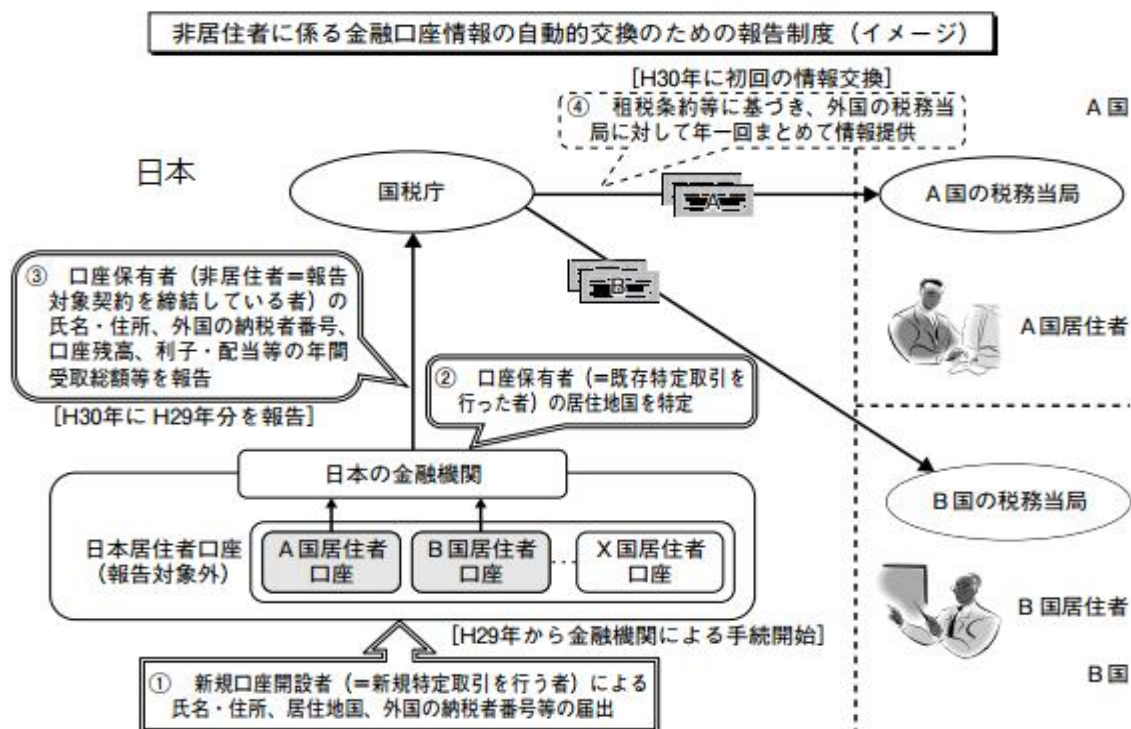 非居住者に係る金融口座情報の自動的交換のための報告制度（イメージ）
[H30年に初回の情報交換]
④　租税条約等に基づき、外国の税務当
局に対して年一回まとめて情報提供
A国
日本
国税庁
A
A国の税務当局
B
③　口座保有者（非居住者＝報告
対象契約を締結している者）の
氏名・住所、外国の納税者番号、
口座残高、利子・配当等の年間
受取総額等を報告
[H30年に H29年分を報告]
A国居住者
②　口座保有者（＝既存特定取引を
行った者）の居住地国を特定
日本の金融機関
B国の税務当局
日本居住者口座
（報告対象外）
A国居住者
口座
B国居住者
口座
X国居住者
口座
B国居住者
[H29年から金融機関による手続開始]
B国
①　新規口座開設者（＝新規特定取引を行う者）による
氏名・住所、居住地国、外国の納税者番号等の届出